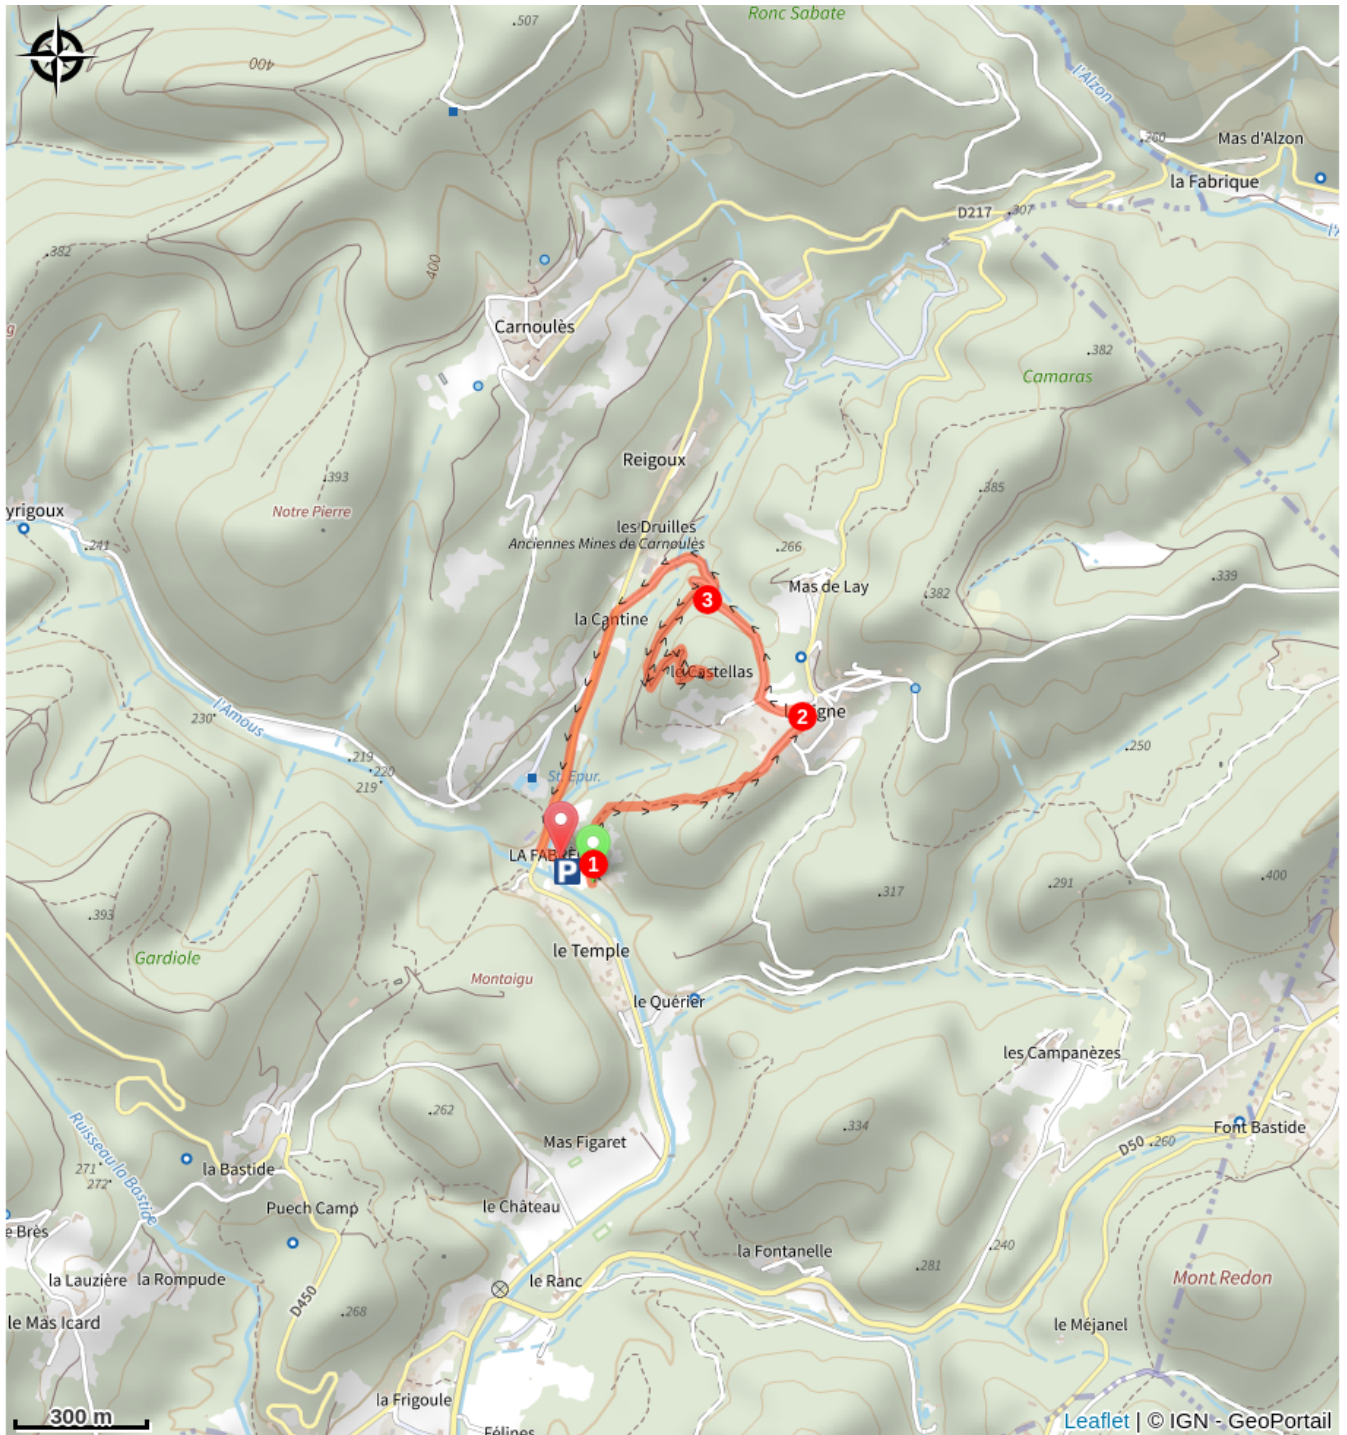 Ronc Sabate
.507
400
l'Alzon
.260
Mas d'Alzon
la Fabrique
D217
.307
.382
400
Carnoulès
.382
Camaras
Reigoux
.393
.385
Notre Pierre
yrigoux
les Druilles
Anciennes Mines de Carnoulès
.241
.266
.339
Mas de Lay
.382
3
la Cantine
le Castellas
2
gne
230
l'Amous
.250
.219
.220
219
St. Epur.
LA FABRÈ
1
P
.400
.291
.317
.393
le Temple
Gardiole
Montaigu
le Quérier
les Campanèzes
.262
.334
Font Bastide
Mas Figaret
D50
.260
Ruisseau la Bastide
271
272
la Bastide
Puech Camp
le Château
e Brès
.240
la Fontanelle
.281
la Lauzière
la Rompude
le Ranc
Mont Redon
D450
.268
le Mas Icard
le Méjanel
la Frigoule
Félines
300 m
Leaflet | © IGN - GeoPortail